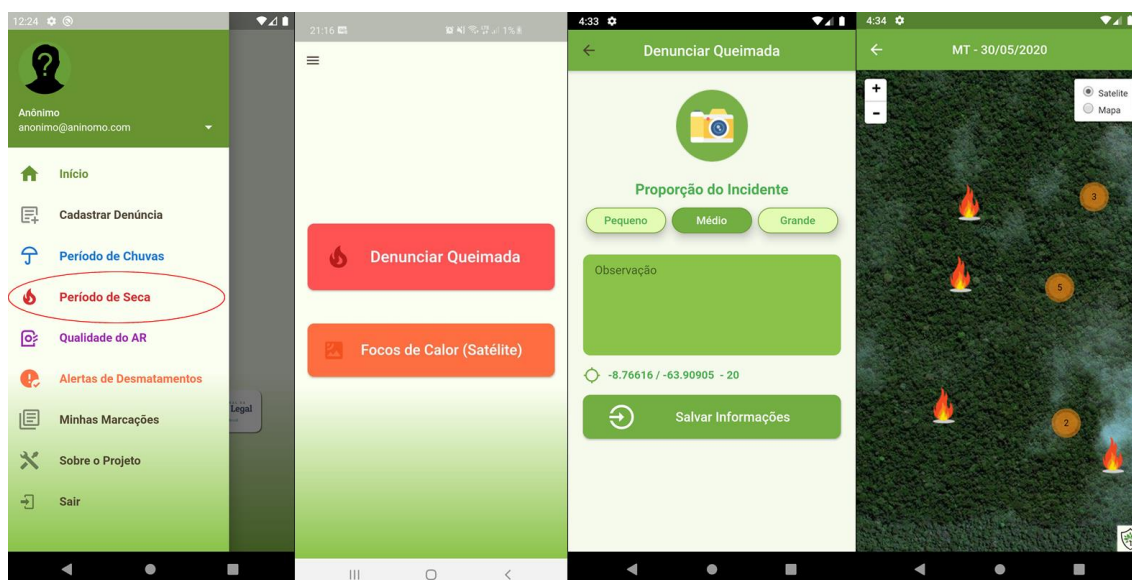 12:24
Anônimo
anonimo@aninomo.com
Início
Cadastrar Denúncia
Período de Chuvas
Período de Seca
Qualidade do AR
Alertas de Desmatamentos
Minhas Marcações
Sobre o Projeto
Sair
Legal
21:16
1%
Denunciar Queimada
Focos de Calor (Satélite)
4:33
Denunciar Queimada
Proporção do Incidente
Pequeno Médio Grande
Observação
-8.76616 / -63.90905 - 20
Salvar Informações
4:34
MT - 30/05/2020
+
-
Satelite
Mapa
3
5
2